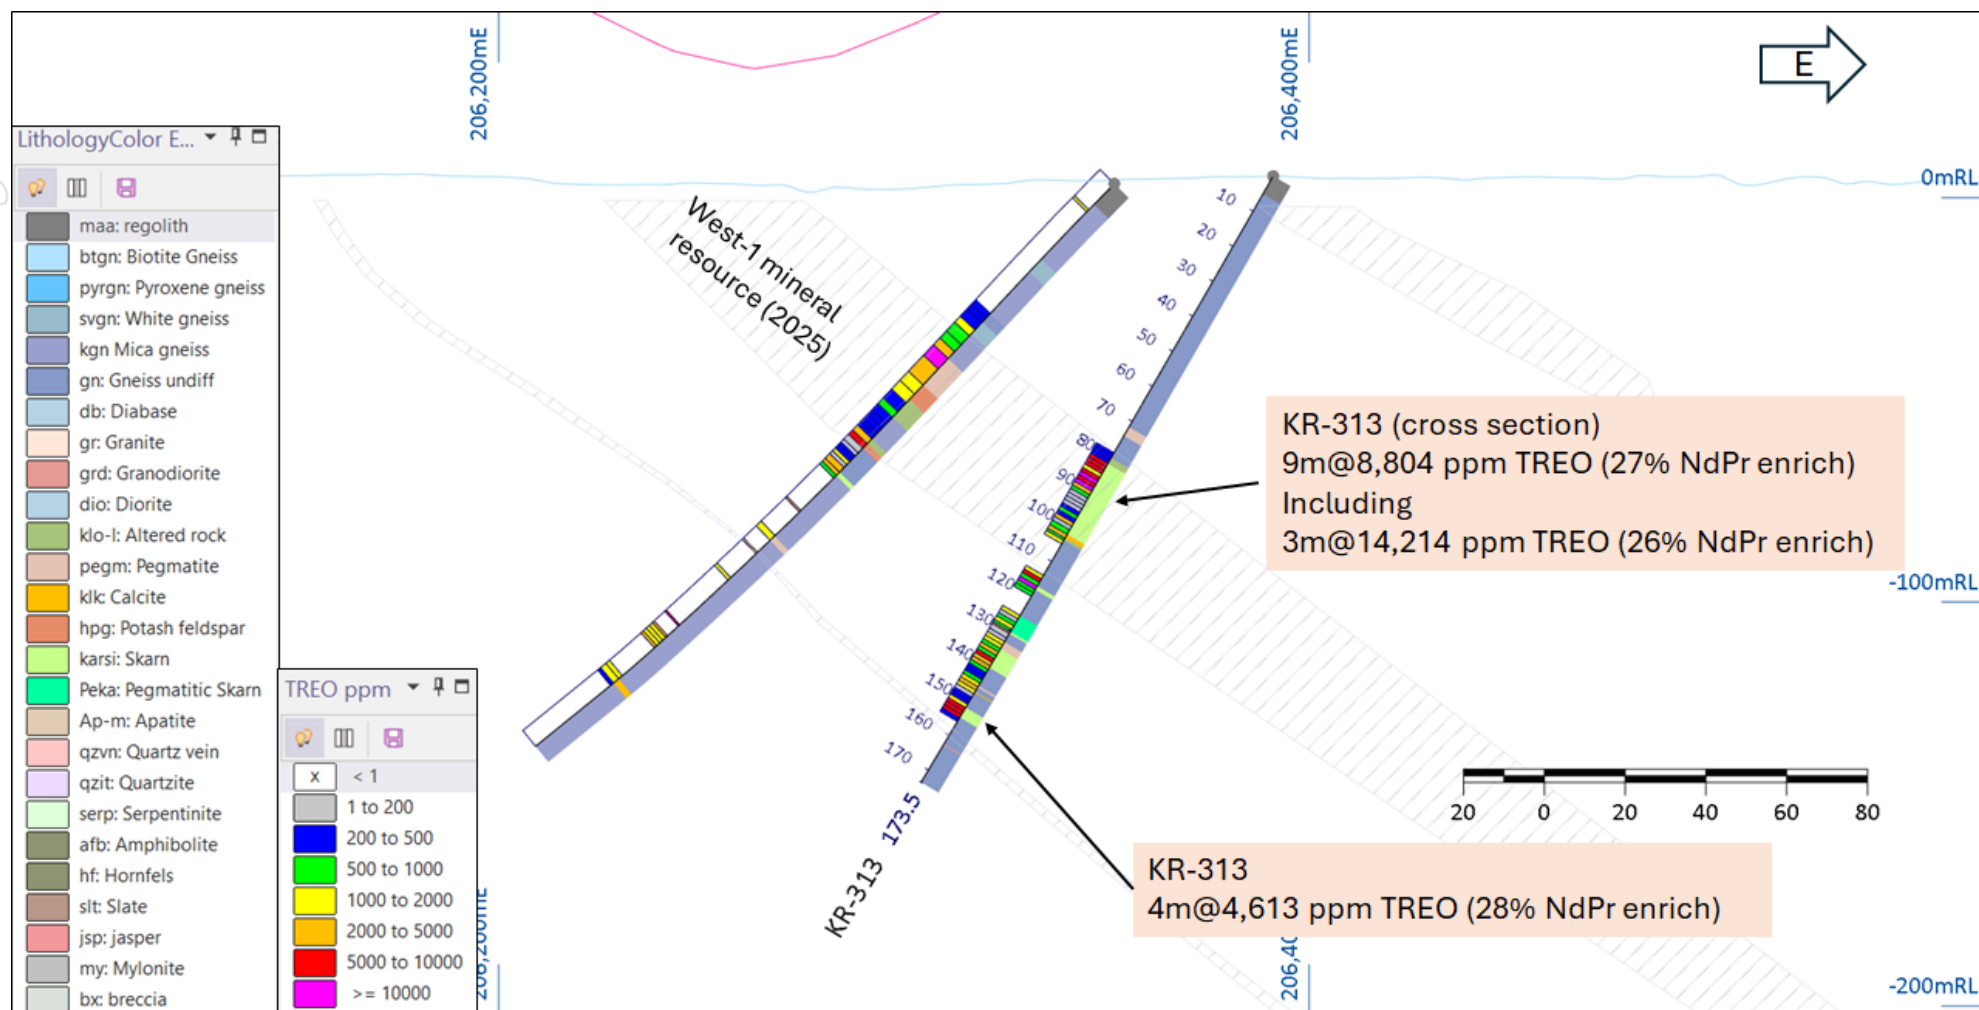 206,200mE
206,400mE
E
LithologyColor E...
maa: regolith
btgn: Biotite Gneiss
pyrgn: Pyroxene gneiss
svgn: White gneiss
kgn Mica gneiss
gn: Gneiss undiff
db: Diabase
gr: Granite
grd: Granodiorite
dio: Diorite
klo-l: Altered rock
pegm: Pegmatite
klk: Calcite
hpg: Potash feldspar
karsi: Skarn
Peka: Pegmatitic Skarn
Ap-m: Apatite
qzvn: Quartz vein
qzit: Quartzite
serp: Serpentinite
afb: Amphibolite
hf: Hornfels
slt: Slate
jsp: jasper
my: Mylonite
bx: breccia
TREO ppm
x < 1
1 to 200
200 to 500
500 to 1000
1000 to 2000
2000 to 5000
5000 to 10000
>= 10000
West-1 mineral
resource (2025)
10
20
30
40
50
60
70
80
90
100
110
120
130
140
150
160
170
173.5
KR-313
0mRL
-100mRL
-200mRL
KR-313 (cross section)
9m@8,804 ppm TREO (27% NdPr enrich)
Including
3m@14,214 ppm TREO (26% NdPr enrich)
20 0 20 40 60 80
KR-313
4m@4,613 ppm TREO (28% NdPr enrich)
206,200mE
206,40